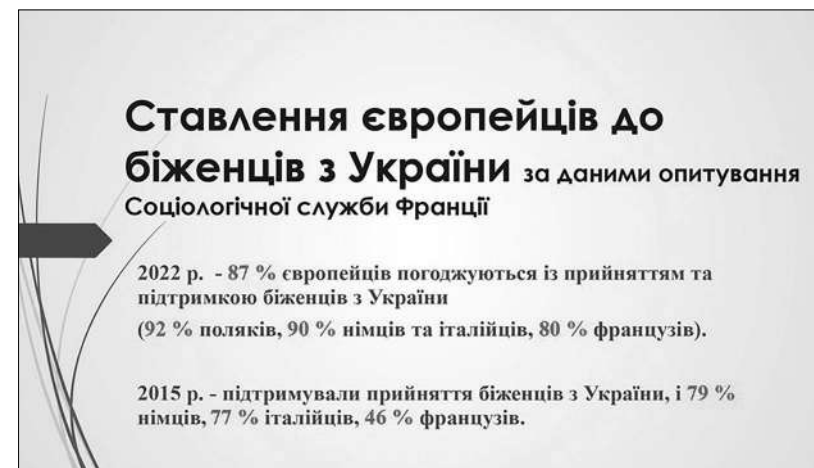 Ставлення європейців до
біженців з України за даними опитування
Соціологічної служби Франції
2022 р. - 87 % європейців погоджуються із прийняттям та
підтримкою біженців з України
(92 % поляків, 90 % німців та італійців, 80 % французів).
2015 р. - підтримували прийняття біженців з України, і 79 %
німців, 77 % італійців, 46 % французів.